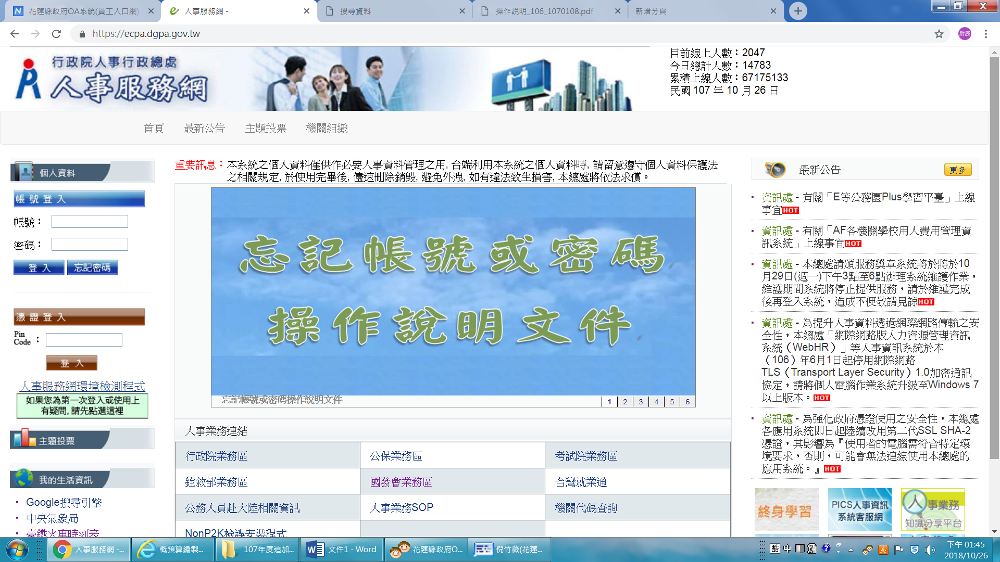 花蓮縣政府OA系統(員工入口網)
人事服務網 -
搜尋資料
操作說明_106_1070108.pdf
新增分頁
https://ecpa.dgpa.gov.tw
尉辰
行政院人事行政總處
人事服務網
目前線上人數：2047
今日總計人數：14783
累積上線人數：67175133
民國 107 年 10 月 26 日
首頁
最新公告
主題投票
機關組織
個人資料
帳 號 登 入
帳號：
密碼：
登 入
忘記密碼
憑 證 登 入
Pin Code：
登 入
人事服務網環境檢測程式
如果您為第一次登入或使用上
有疑問, 請先點選這裡
主題投票
我的生活資訊
Google搜尋引擎
中央氣象局
臺鐵火車時刻表
重要訊息：本系統之個人資料僅供作必要人事資料管理之用, 台端利用本系統之個人資料時, 請留意遵守個人資料保護法
之相關規定, 於使用完畢後, 儘速刪除銷毀, 避免外洩, 如有違法致生損害, 本總處將依法求償。
忘記帳號或密碼
操作說明文件
忘記帳號或密碼操作說明文件
1 2 3 4 5 6
人事業務連結
行政院業務區
公保業務區
考試院業務區
銓敘部業務區
國發會業務區
台灣就業通
公務人員赴大陸相關資訊
人事業務SOP
機關代碼查詢
NonP2K檢誤安裝程式
最新公告
更多
資訊處 - 有關「E等公務園Plus學習平臺」上線
事宜HOT
資訊處 - 有關「AF各機關學校用人費用管理資
訊系統」上線事宜HOT
資訊處 - 本總處請頒服務獎章系統將於將於10
月29日(週一)下午3點至6點辦理系統維護作業，
維護期間系統將停止提供服務，請於維護完成
後再登入系統，造成不便敬請見諒HOT
資訊處 - 為提升人事資料透過網際網路傳輸之安
全性，本總處「網際網路版人力資源管理資訊
系統（WebHR）」等人事資訊系統於本
（106）年6月1日起停用網際網路
TLS（Transport Layer Security）1.0加密通訊
協定，請將個人電腦作業系統升級至Windows 7
以上版本。HOT
資訊處 - 為強化政府憑證使用之安全性，本總處
各應用系統即日起陸續改用第二代SSL SHA-2
憑證，其影響為『使用者的電腦需符合特定環
境要求，否則，可能會無法連線使用本總處的
應用系統。』HOT
終身學習
PICS人事資訊
系統客服網
人事業務
知識分享平台
人事服務網 -...
概預算編製...
107年度追加...
文件1 - Word
花蓮縣政府O...
倪竹薇(花蓮...
酷
中
下午 01:45
2018/10/26